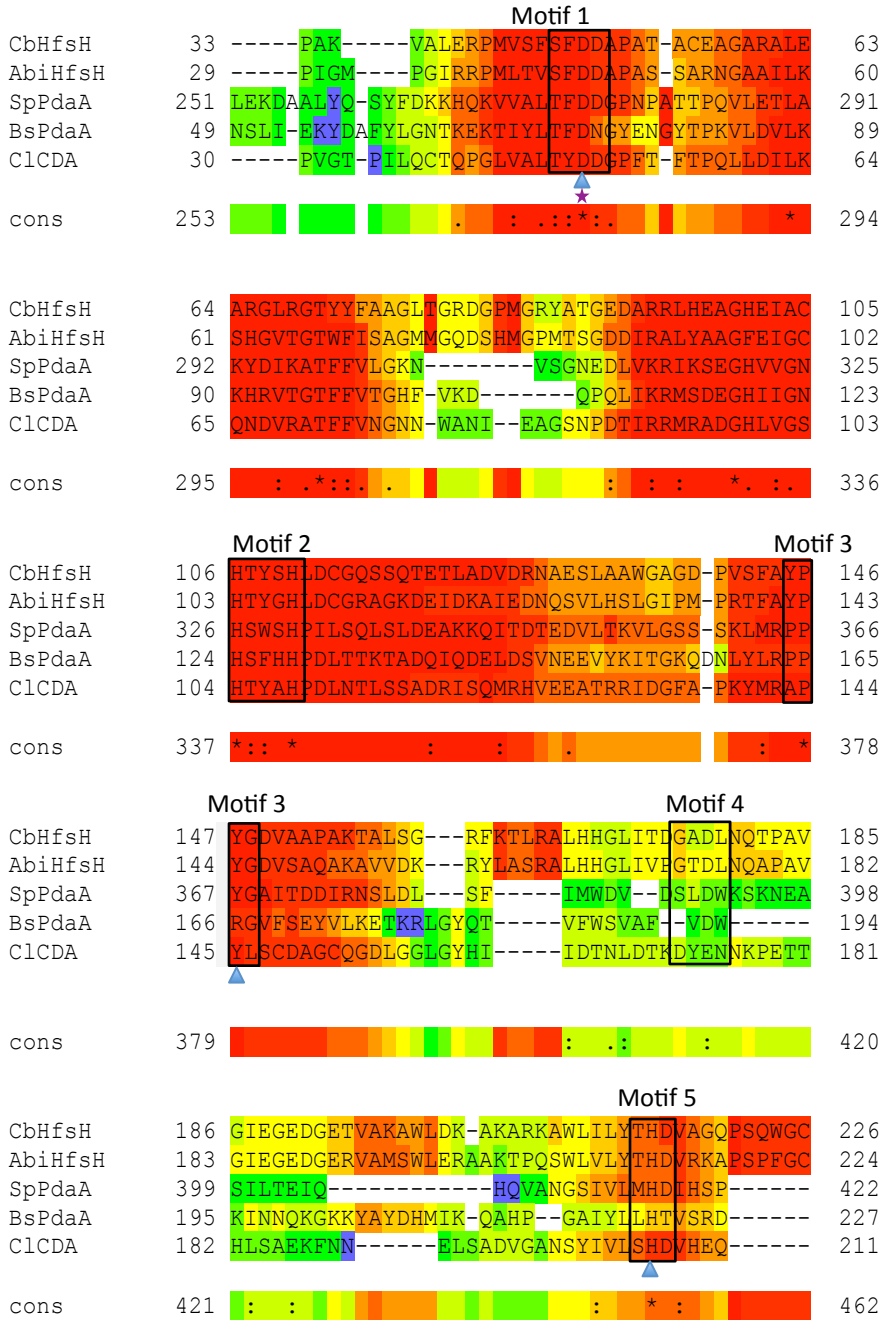 Motif 1
CbHfsH 33 -----PAK-----VALERPMVSFSFDDAPAT-ACEAGARALE 63
AbiHfsH 29 -----PIGM----PGIRRPMLTVSFDDAPAS-SARNGAAILK 60
SpPdaA 251 LEKDAALYQ-SYFDKKHQKVVALTFDDGPNPATTPQVLETLA 291
BsPdaA 49 NSLI-EKYDAFYLGNTKEKTIYLTFDNGYENGYTPKVLDVLK 89
ClCDA 30 -----PVGT-PILQCTQPGLVALTYDDGPFT-FTPQLLDILK 64
cons 253 . : .::*:. * 294
CbHfsH 64 ARGLRGTYYFAAGLTGRDGPMGRYATGEDARRLHEAGHEIAC 105
AbiHfsH 61 SHGVTGTWFISAGMMGQDSHMGPMTSGDDIRALYAAGFEIGC 102
SpPdaA 292 KYDIKATFFVLGKN--------VSGNEDLVKRIKSEGHVVGN 325
BsPdaA 90 KHRVTGTFFVTGHF-VKD-------QPQLIKRMSDEGHIIGN 123
ClCDA 65 QNDVRATFFVNGNN-WANI--EAGSNPDTIRRMRADGHLVGS 103
cons 295 : .*::. . : : : *. :. 336
Motif 2 Motif 3
CbHfsH 106 HTYSHLDCGQSSQTETLADVDRNAESLAAWGAGD-PVSFAYP 146
AbiHfsH 103 HTYGHLDCGRAGKDEIDKAIEDNQSVLHSLGIPM-PRTFAYP 143
SpPdaA 326 HSWSHPILSQLSLDEAKKQITDTEDVLTKVLGSS-SKLMRPP 366
BsPdaA 124 HSFHHPDLTTKTADQIQDELDSVNEEVYKITGKQDNLYLRPP 165
ClCDA 104 HTYAHPDLNTLSSADRISQMRHVEEATRRIDGFA-PKYMRAP 144
cons 337 *:: * : : . : * 378
Motif 3 Motif 4
CbHfsH 147 YGDVAAPAKTALSG---RFKTLRALHHGLITDGADLNQTPAV 185
AbiHfsH 144 YGDVSAQAKAVVDK---RYLASRALHHGLIVPGTDLNQAPAV 182
SpPdaA 367 YGAITDDIRNSLDL---SF-----IMWDV--DSLDWKSKNEA 398
BsPdaA 166 RGVFSEYVLKETKRLGYQT-----VFWSVAF-VDW------ 194
ClCDA 145 YLSCDAGCQGDLGGLGYHI-----IDTNLDTKDYENNKPETT 181
cons 379 : .: : 420
Motif 5
CbHfsH 186 GIEGEDGETVAKAWLDK-AKARKAWLILYTHDVAGQPSQWGC 226
AbiHfsH 183 GIEGEDGERVAMSWLERAAKTPQSWLVLYTHDVRKAPSPFGC 224
SpPdaA 399 SILTEIQ------------HQVANGSIVLMHDIHSP------ 422
BsPdaA 195 KINNQKGKKYAYDHMIK-QAHP--GAIYLLHTVSRD------ 227
ClCDA 182 HLSAEKFNN------ELSADVGANSYIVLSHDVHEQ------ 211
cons 421 : : : * : 462